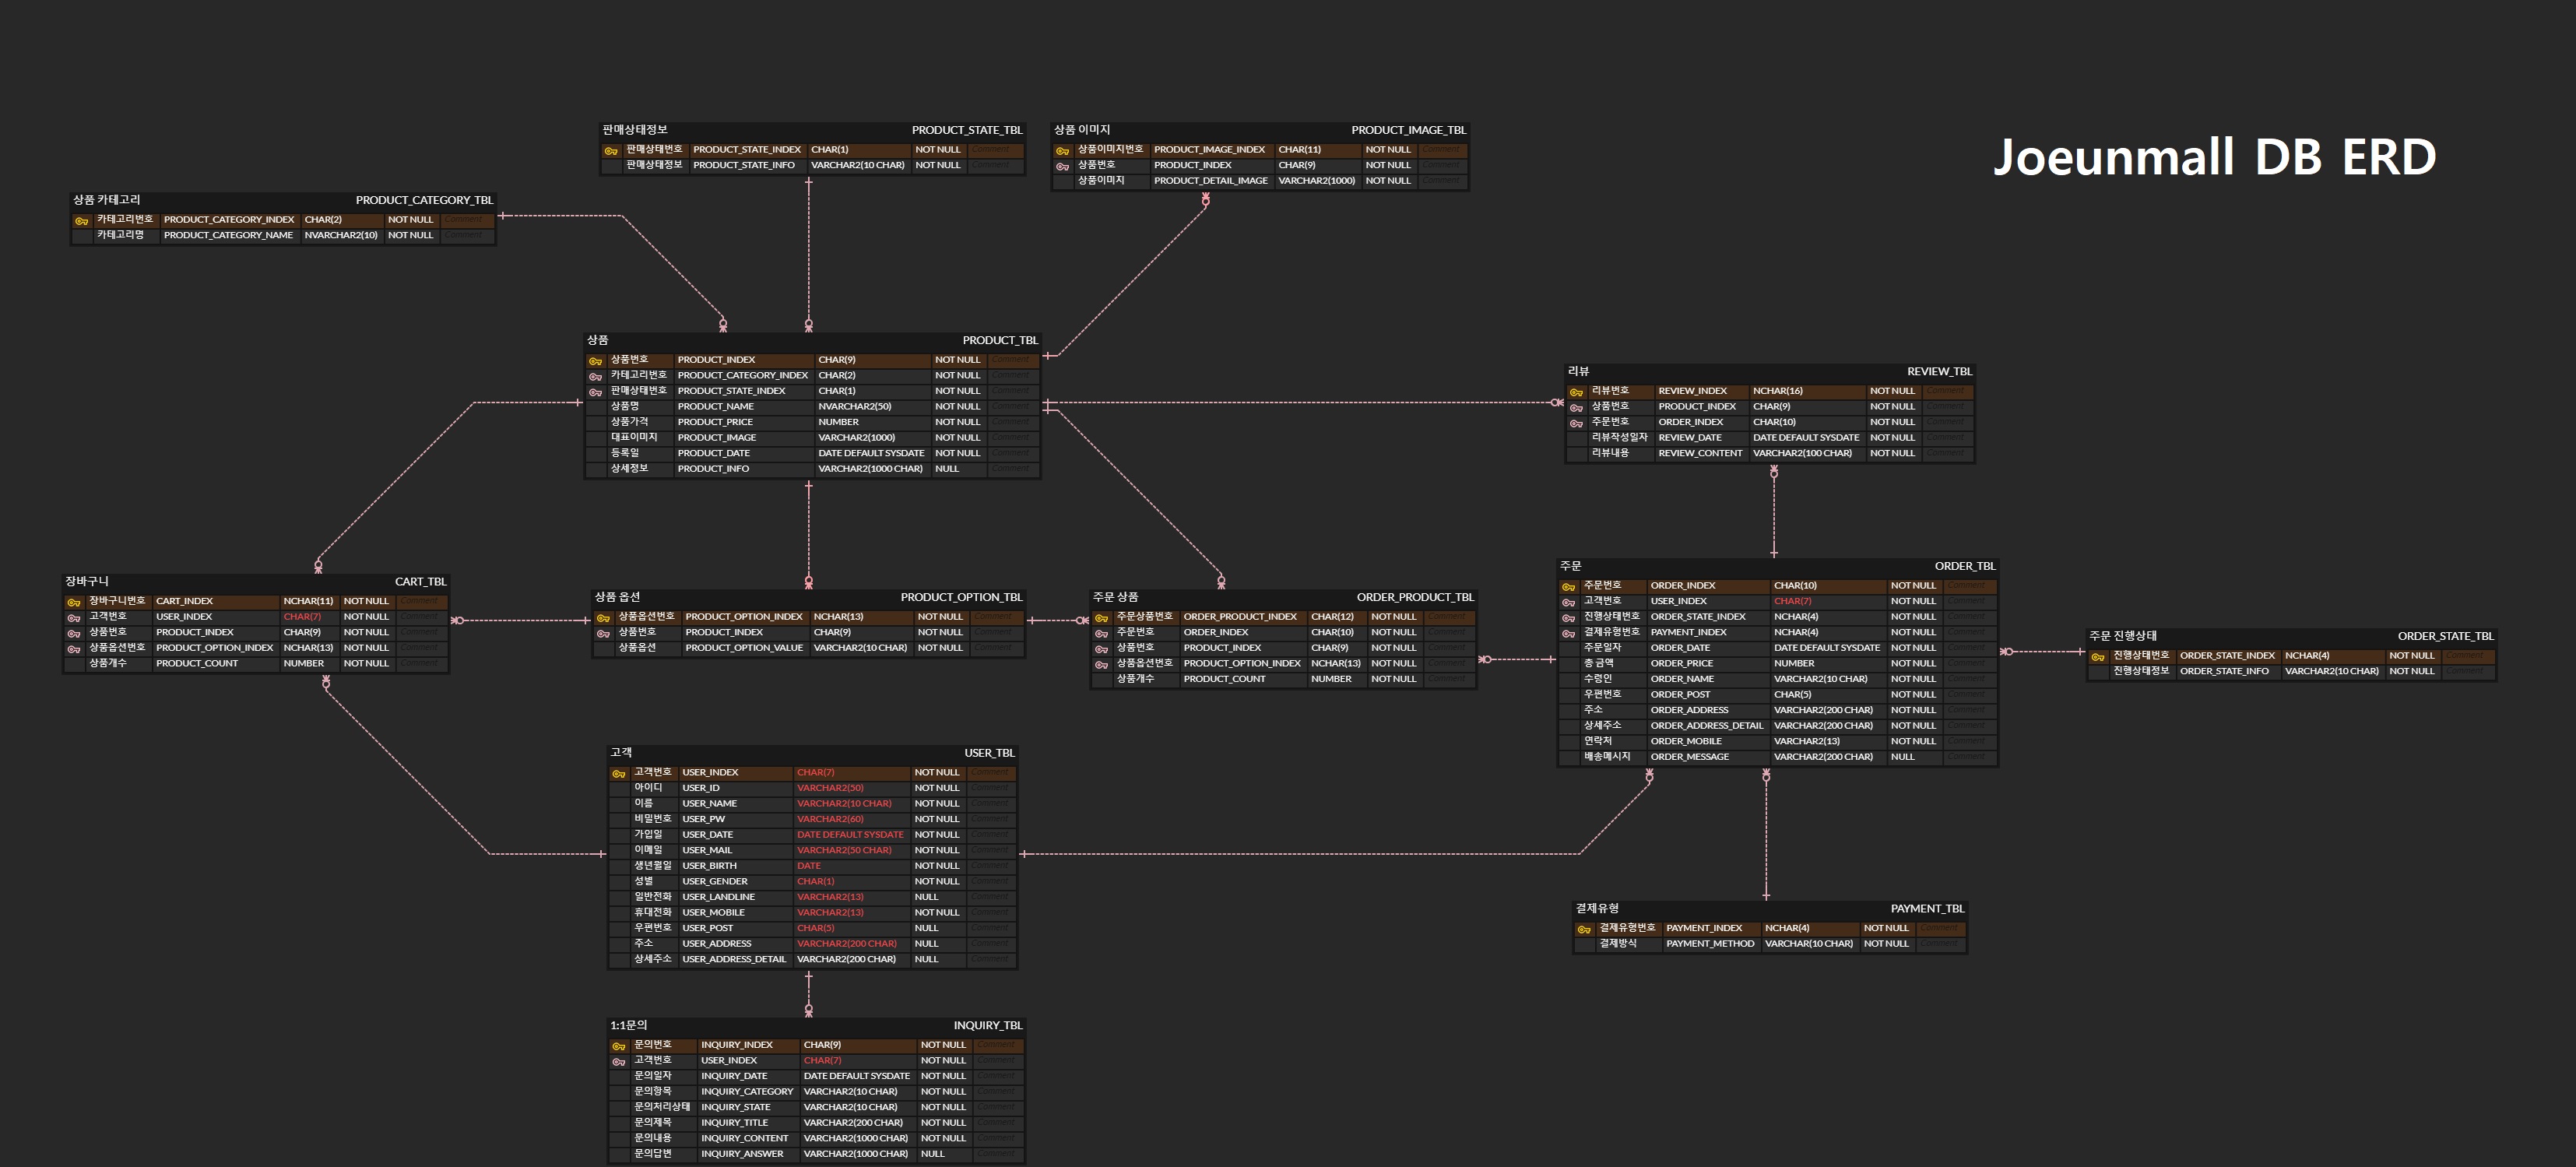 Joeunmall DB ERD
판매상태정보 PRODUCT_STATE_TBL
판매상태번호 PRODUCT_STATE_INDEX CHAR(1) NOT NULL Comment
판매상태정보 PRODUCT_STATE_INFO VARCHAR2(10 CHAR) NOT NULL Comment
상품 이미지 PRODUCT_IMAGE_TBL
상품이미지번호 PRODUCT_IMAGE_INDEX CHAR(11) NOT NULL Comment
상품번호 PRODUCT_INDEX CHAR(9) NOT NULL Comment
상품이미지 PRODUCT_DETAIL_IMAGE VARCHAR2(1000) NOT NULL Comment
상품 카테고리 PRODUCT_CATEGORY_TBL
카테고리번호 PRODUCT_CATEGORY_INDEX CHAR(2) NOT NULL Comment
카테고리명 PRODUCT_CATEGORY_NAME NVARCHAR2(10) NOT NULL Comment
상품 PRODUCT_TBL
상품번호 PRODUCT_INDEX CHAR(9) NOT NULL Comment
카테고리번호 PRODUCT_CATEGORY_INDEX CHAR(2) NOT NULL Comment
판매상태번호 PRODUCT_STATE_INDEX CHAR(1) NOT NULL Comment
상품명 PRODUCT_NAME NVARCHAR2(50) NOT NULL Comment
상품가격 PRODUCT_PRICE NUMBER NOT NULL Comment
대표이미지 PRODUCT_IMAGE VARCHAR2(1000) NOT NULL Comment
등록일 PRODUCT_DATE DATE DEFAULT SYSDATE NOT NULL Comment
상세정보 PRODUCT_INFO VARCHAR2(1000 CHAR) NULL Comment
리뷰 REVIEW_TBL
리뷰번호 REVIEW_INDEX NCHAR(16) NOT NULL Comment
상품번호 PRODUCT_INDEX CHAR(9) NOT NULL Comment
주문번호 ORDER_INDEX CHAR(10) NOT NULL Comment
리뷰작성일자 REVIEW_DATE DATE DEFAULT SYSDATE NOT NULL Comment
리뷰내용 REVIEW_CONTENT VARCHAR2(100 CHAR) NOT NULL Comment
장바구니 CART_TBL
장바구니번호 CART_INDEX NCHAR(11) NOT NULL Comment
고객번호 USER_INDEX CHAR(7) NOT NULL Comment
상품번호 PRODUCT_INDEX CHAR(9) NOT NULL Comment
상품옵션번호 PRODUCT_OPTION_INDEX NCHAR(13) NOT NULL Comment
상품개수 PRODUCT_COUNT NUMBER NOT NULL Comment
상품 옵션 PRODUCT_OPTION_TBL
상품옵션번호 PRODUCT_OPTION_INDEX NCHAR(13) NOT NULL Comment
상품번호 PRODUCT_INDEX CHAR(9) NOT NULL Comment
상품옵션 PRODUCT_OPTION_VALUE VARCHAR2(10 CHAR) NOT NULL Comment
주문 상품 ORDER_PRODUCT_TBL
주문상품번호 ORDER_PRODUCT_INDEX CHAR(12) NOT NULL Comment
주문번호 ORDER_INDEX CHAR(10) NOT NULL Comment
상품번호 PRODUCT_INDEX CHAR(9) NOT NULL Comment
상품옵션번호 PRODUCT_OPTION_INDEX NCHAR(13) NOT NULL Comment
상품개수 PRODUCT_COUNT NUMBER NOT NULL Comment
주문 ORDER_TBL
주문번호 ORDER_INDEX CHAR(10) NOT NULL Comment
고객번호 USER_INDEX CHAR(7) NOT NULL Comment
진행상태번호 ORDER_STATE_INDEX NCHAR(4) NOT NULL Comment
결제유형번호 PAYMENT_INDEX NCHAR(4) NOT NULL Comment
주문일자 ORDER_DATE DATE DEFAULT SYSDATE NOT NULL Comment
총 금액 ORDER_PRICE NUMBER NOT NULL Comment
수령인 ORDER_NAME VARCHAR2(10 CHAR) NOT NULL Comment
우편번호 ORDER_POST CHAR(5) NOT NULL Comment
주소 ORDER_ADDRESS VARCHAR2(200 CHAR) NOT NULL Comment
상세주소 ORDER_ADDRESS_DETAIL VARCHAR2(200 CHAR) NOT NULL Comment
연락처 ORDER_MOBILE VARCHAR2(13) NOT NULL Comment
배송메시지 ORDER_MESSAGE VARCHAR2(200 CHAR) NULL Comment
주문 진행상태 ORDER_STATE_TBL
진행상태번호 ORDER_STATE_INDEX NCHAR(4) NOT NULL Comment
진행상태정보 ORDER_STATE_INFO VARCHAR2(10 CHAR) NOT NULL Comment
고객 USER_TBL
고객번호 USER_INDEX CHAR(7) NOT NULL Comment
아이디 USER_ID VARCHAR2(50) NOT NULL Comment
이름 USER_NAME VARCHAR2(10 CHAR) NOT NULL Comment
비밀번호 USER_PW VARCHAR2(60) NOT NULL Comment
가입일 USER_DATE DATE DEFAULT SYSDATE NOT NULL Comment
이메일 USER_MAIL VARCHAR2(50 CHAR) NOT NULL Comment
생년월일 USER_BIRTH DATE NOT NULL Comment
성별 USER_GENDER CHAR(1) NOT NULL Comment
일반전화 USER_LANDLINE VARCHAR2(13) NULL Comment
휴대전화 USER_MOBILE VARCHAR2(13) NOT NULL Comment
우편번호 USER_POST CHAR(5) NULL Comment
주소 USER_ADDRESS VARCHAR2(200 CHAR) NULL Comment
상세주소 USER_ADDRESS_DETAIL VARCHAR2(200 CHAR) NULL Comment
결제유형 PAYMENT_TBL
결제유형번호 PAYMENT_INDEX NCHAR(4) NOT NULL Comment
결제방식 PAYMENT_METHOD VARCHAR(10 CHAR) NOT NULL Comment
1:1문의 INQUIRY_TBL
문의번호 INQUIRY_INDEX CHAR(9) NOT NULL Comment
고객번호 USER_INDEX CHAR(7) NOT NULL Comment
문의일자 INQUIRY_DATE DATE DEFAULT SYSDATE NOT NULL Comment
문의항목 INQUIRY_CATEGORY VARCHAR2(10 CHAR) NOT NULL Comment
문의처리상태 INQUIRY_STATE VARCHAR2(10 CHAR) NOT NULL Comment
문의제목 INQUIRY_TITLE VARCHAR2(200 CHAR) NOT NULL Comment
문의내용 INQUIRY_CONTENT VARCHAR2(1000 CHAR) NOT NULL Comment
문의답변 INQUIRY_ANSWER VARCHAR2(1000 CHAR) NULL Comment